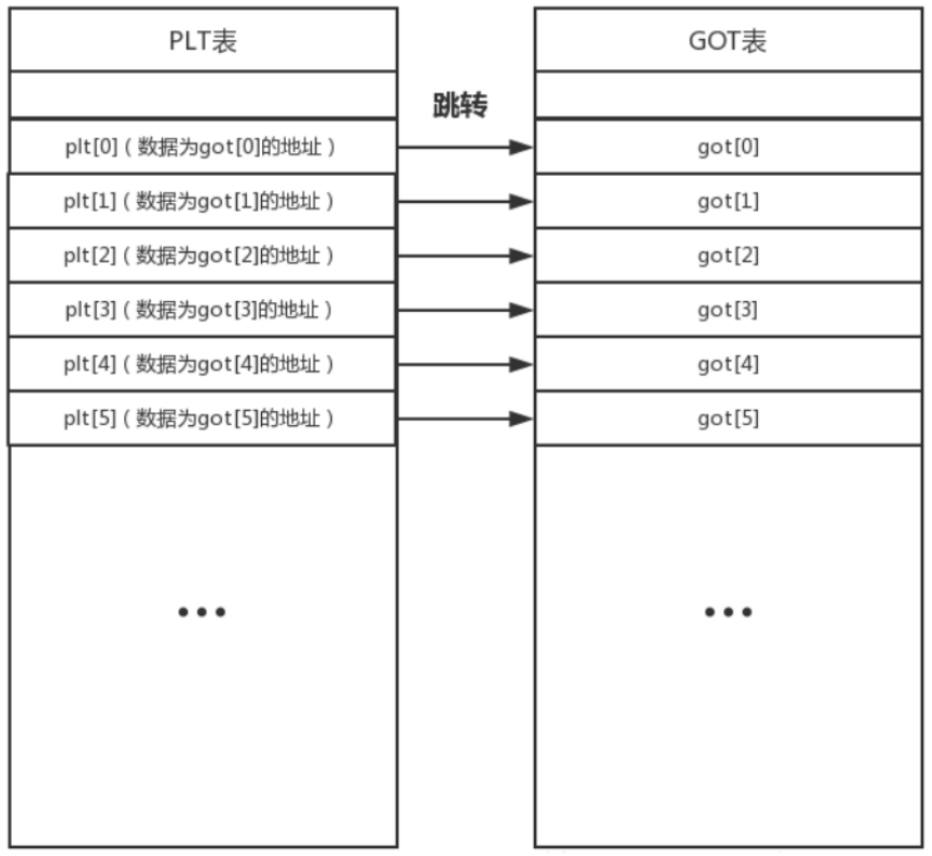 PLT表
GOT表
跳转
plt[0] ( 数据为got[0]的地址 )
got[0]
plt[1] ( 数据为got[1]的地址 )
got[1]
plt[2] ( 数据为got[2]的地址 )
got[2]
plt[3] ( 数据为got[3]的地址 )
got[3]
plt[4] ( 数据为got[4]的地址 )
got[4]
plt[5] ( 数据为got[5]的地址 )
got[5]
•••
•••